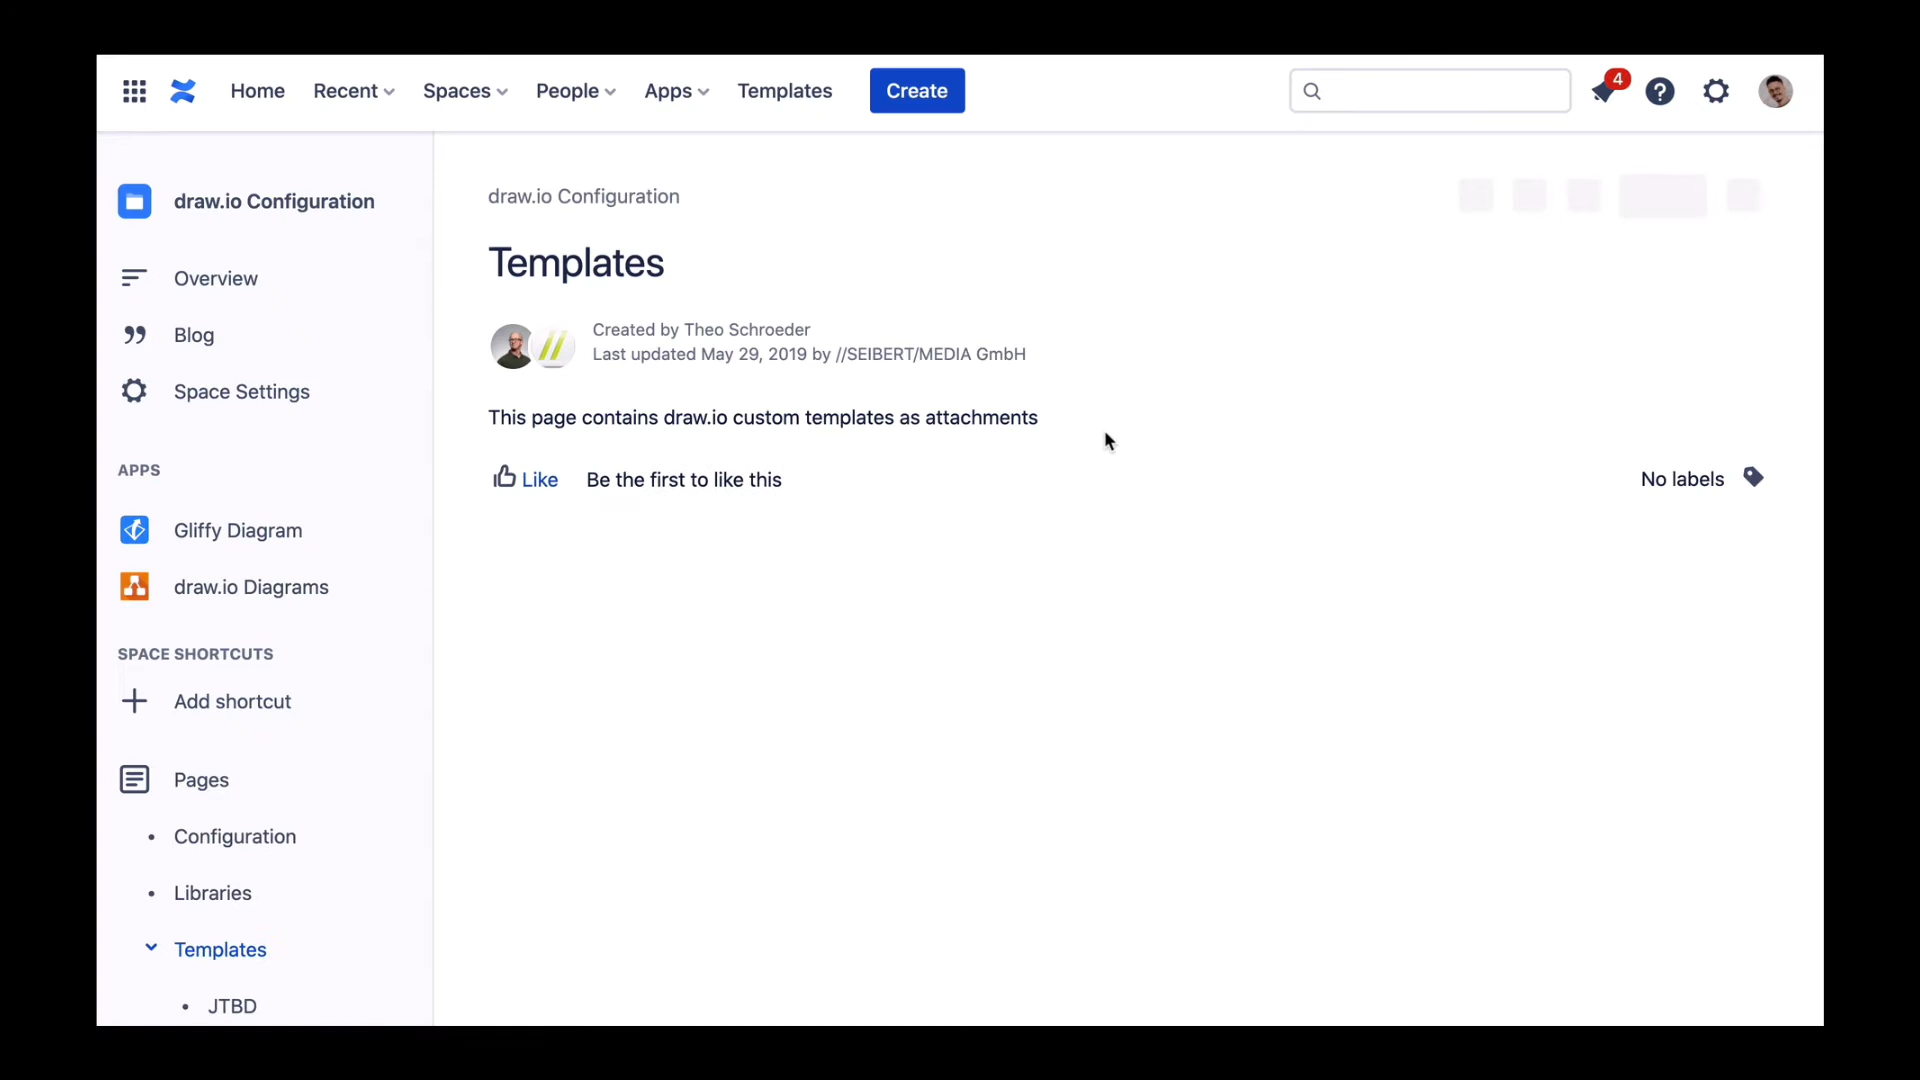 Home Recent Spaces People Apps Templates Create 4
draw.io Configuration
Overview
Blog
Space Settings
APPS
Gliffy Diagram
draw.io Diagrams
SPACE SHORTCUTS
Add shortcut
Pages
• Configuration
• Libraries
Templates
• JTBD
draw.io Configuration
Templates
Created by Theo Schroeder
Last updated May 29, 2019 by //SEIBERT/MEDIA GmbH
This page contains draw.io custom templates as attachments
Like Be the first to like this No labels